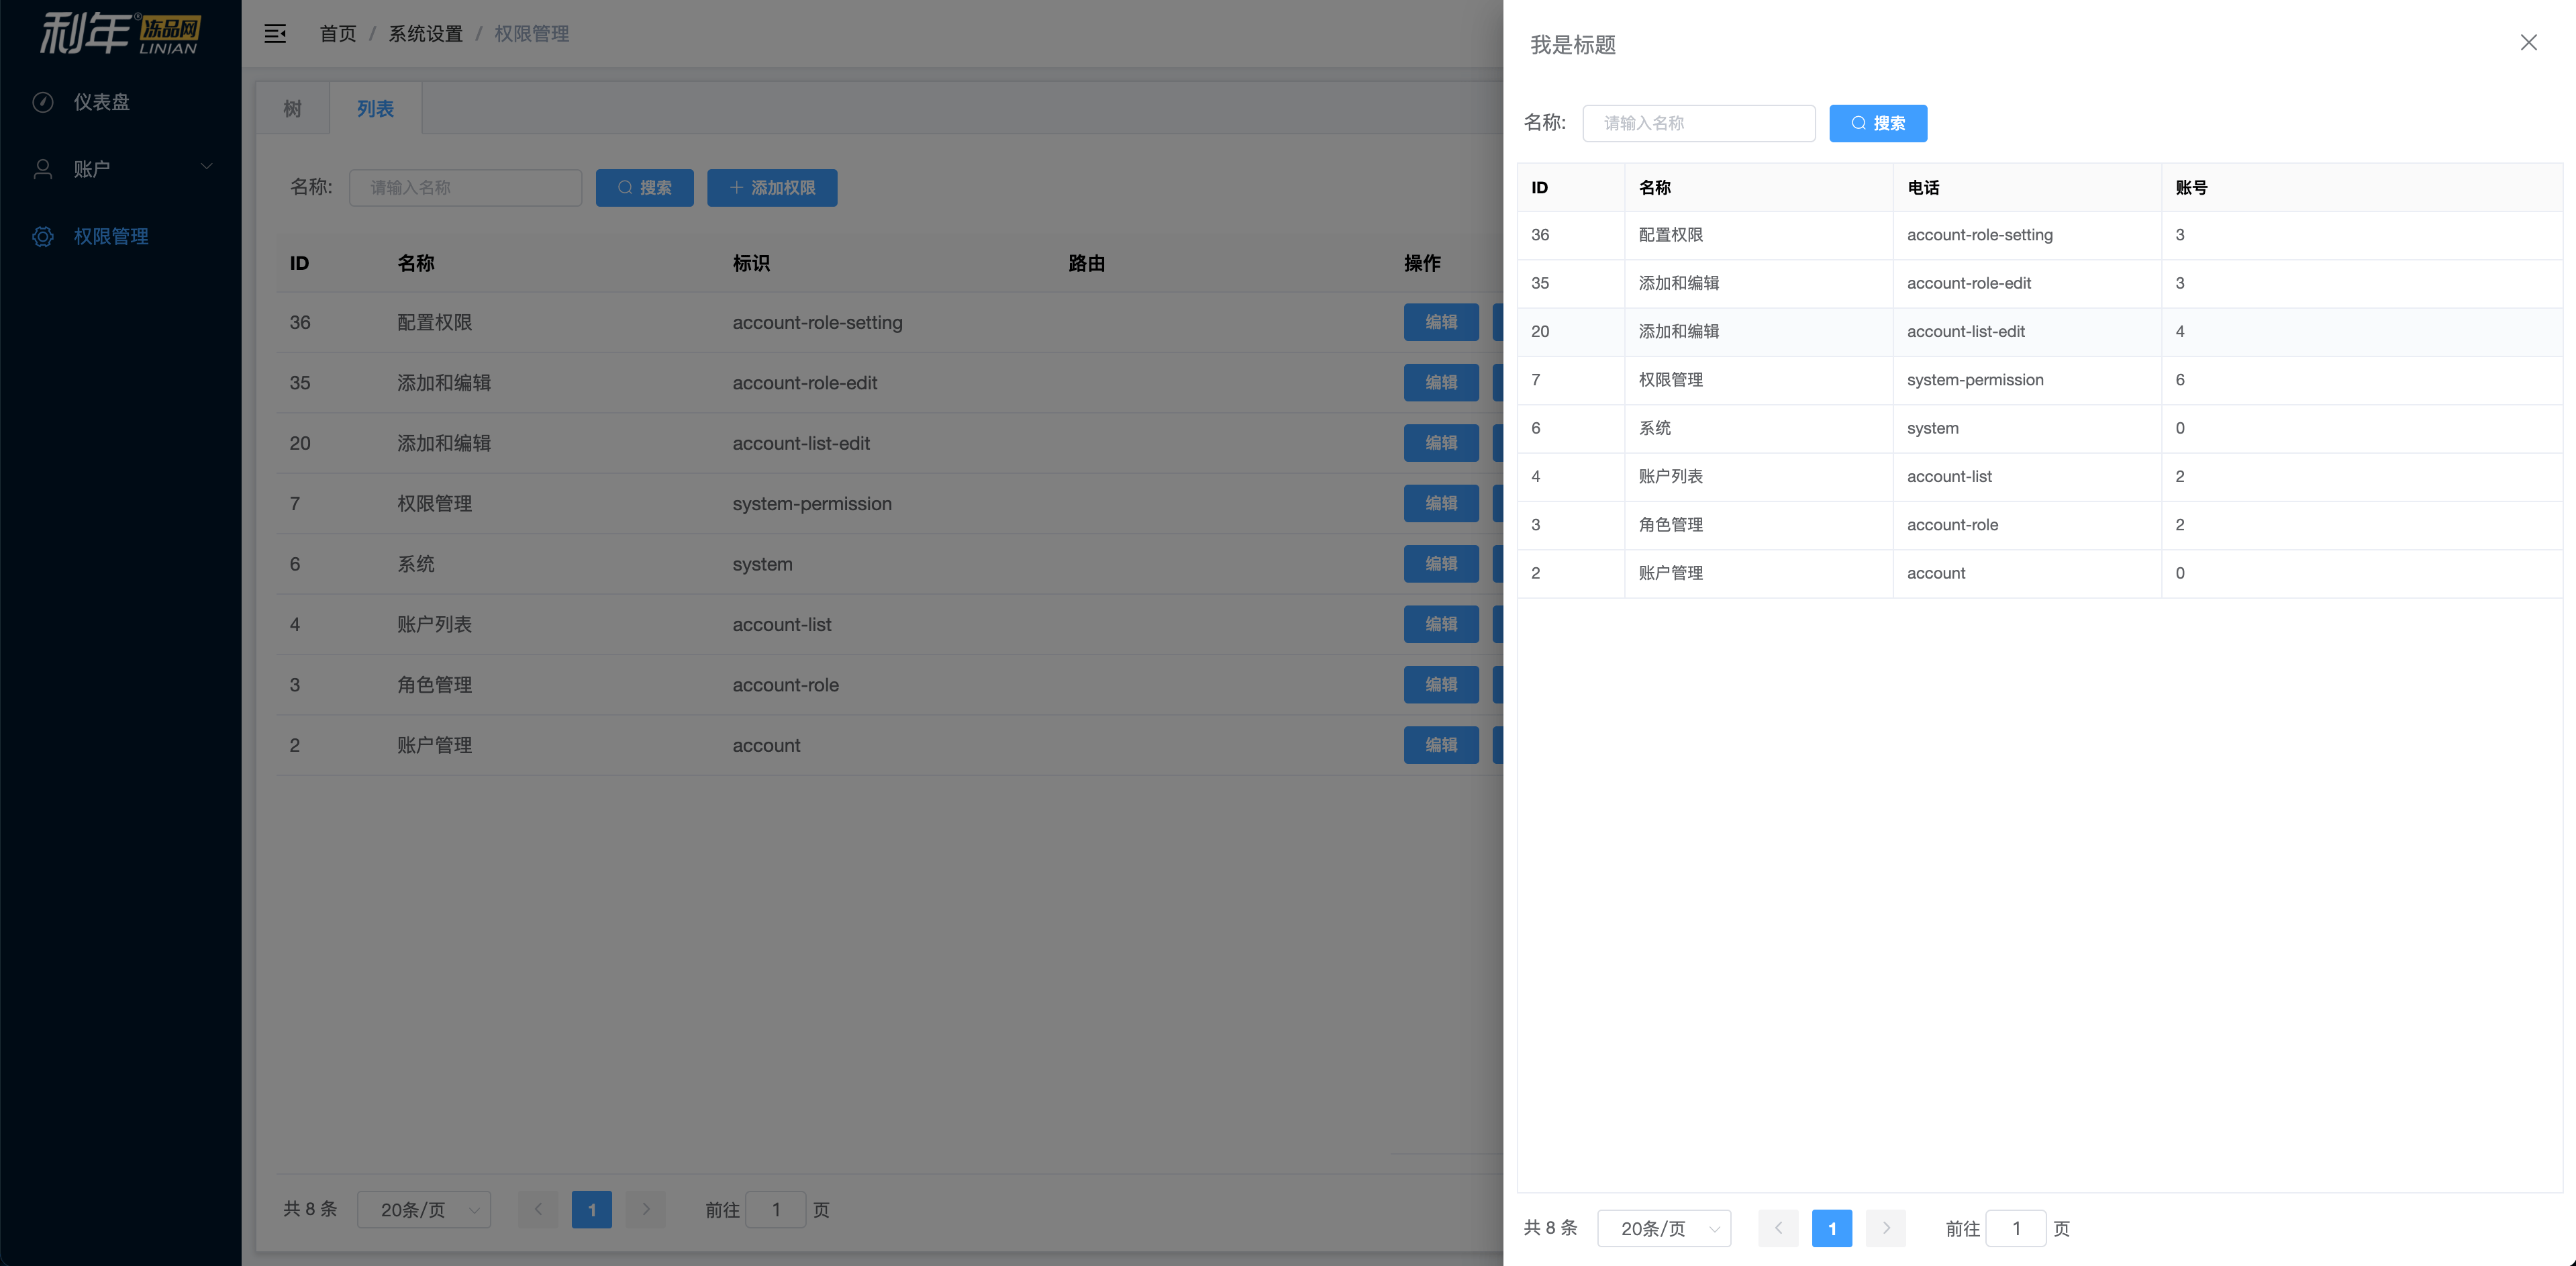 利年®冻品网
LINIAN
仪表盘
账户
权限管理
首页 / 系统设置 / 权限管理
树 列表
名称: 请输入名称 搜索 添加权限
ID 名称 标识 路由 操作
36 配置权限 account-role-setting 编辑
35 添加和编辑 account-role-edit 编辑
20 添加和编辑 account-list-edit 编辑
7 权限管理 system-permission 编辑
6 系统 system 编辑
4 账户列表 account-list 编辑
3 角色管理 account-role 编辑
2 账户管理 account 编辑
共 8 条 20条/页 1 前往 1 页
我是标题
名称: 请输入名称 搜索
ID 名称 电话 账号
36 配置权限 account-role-setting 3
35 添加和编辑 account-role-edit 3
20 添加和编辑 account-list-edit 4
7 权限管理 system-permission 6
6 系统 system 0
4 账户列表 account-list 2
3 角色管理 account-role 2
2 账户管理 account 0
共 8 条 20条/页 1 前往 1 页